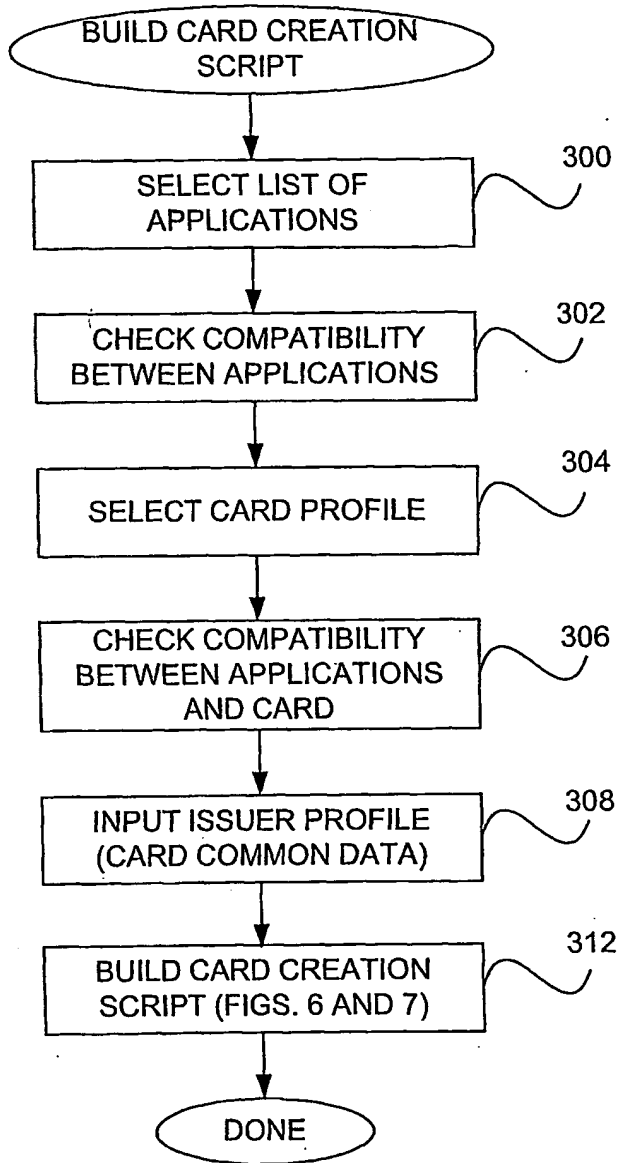 BUILD CARD CREATION
SCRIPT
300
SELECT LIST OF
APPLICATIONS
302
CHECK COMPATIBILITY
BETWEEN APPLICATIONS
304
SELECT CARD PROFILE
306
CHECK COMPATIBILITY
BETWEEN APPLICATIONS
AND CARD
308
INPUT ISSUER PROFILE
(CARD COMMON DATA)
312
BUILD CARD CREATION
SCRIPT (FIGS. 6 AND 7)
DONE